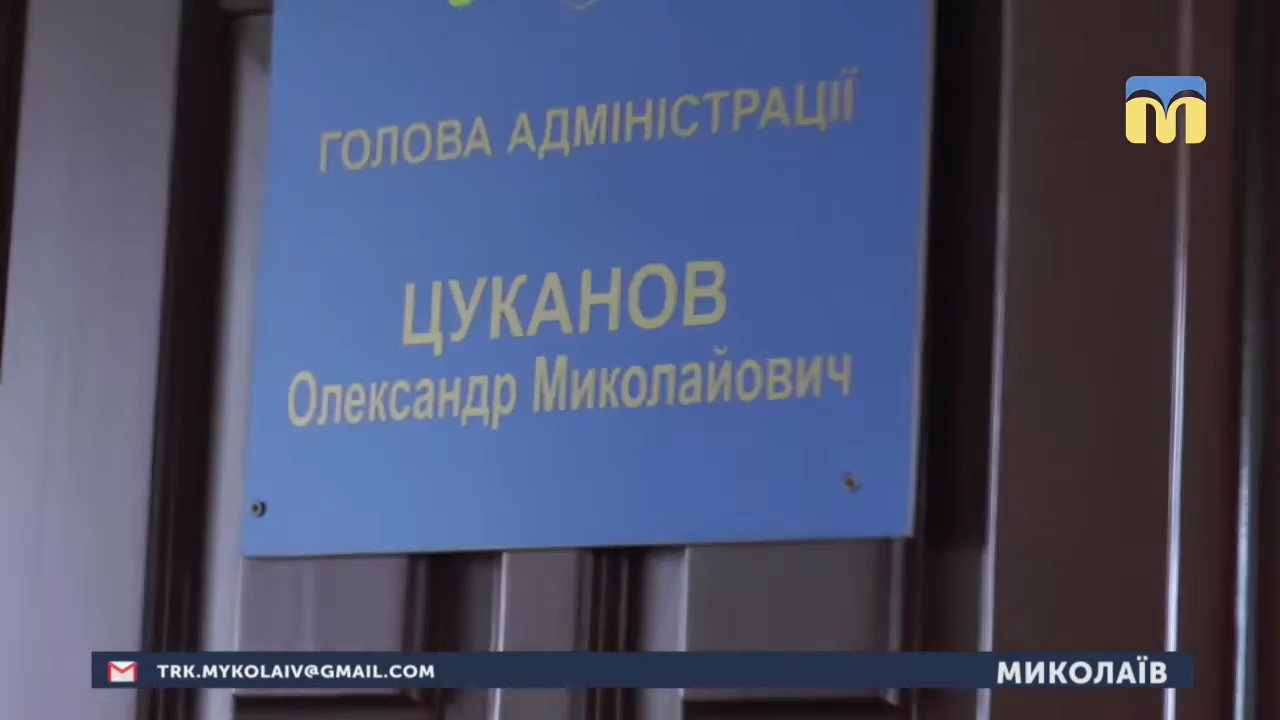 ГОЛОВА АДМІНІСТРАЦІЇ
ЦУКАНОВ
Олександр Миколайович
TRK.MYKOLAIV@GMAIL.COM
МИКОЛАЇВ